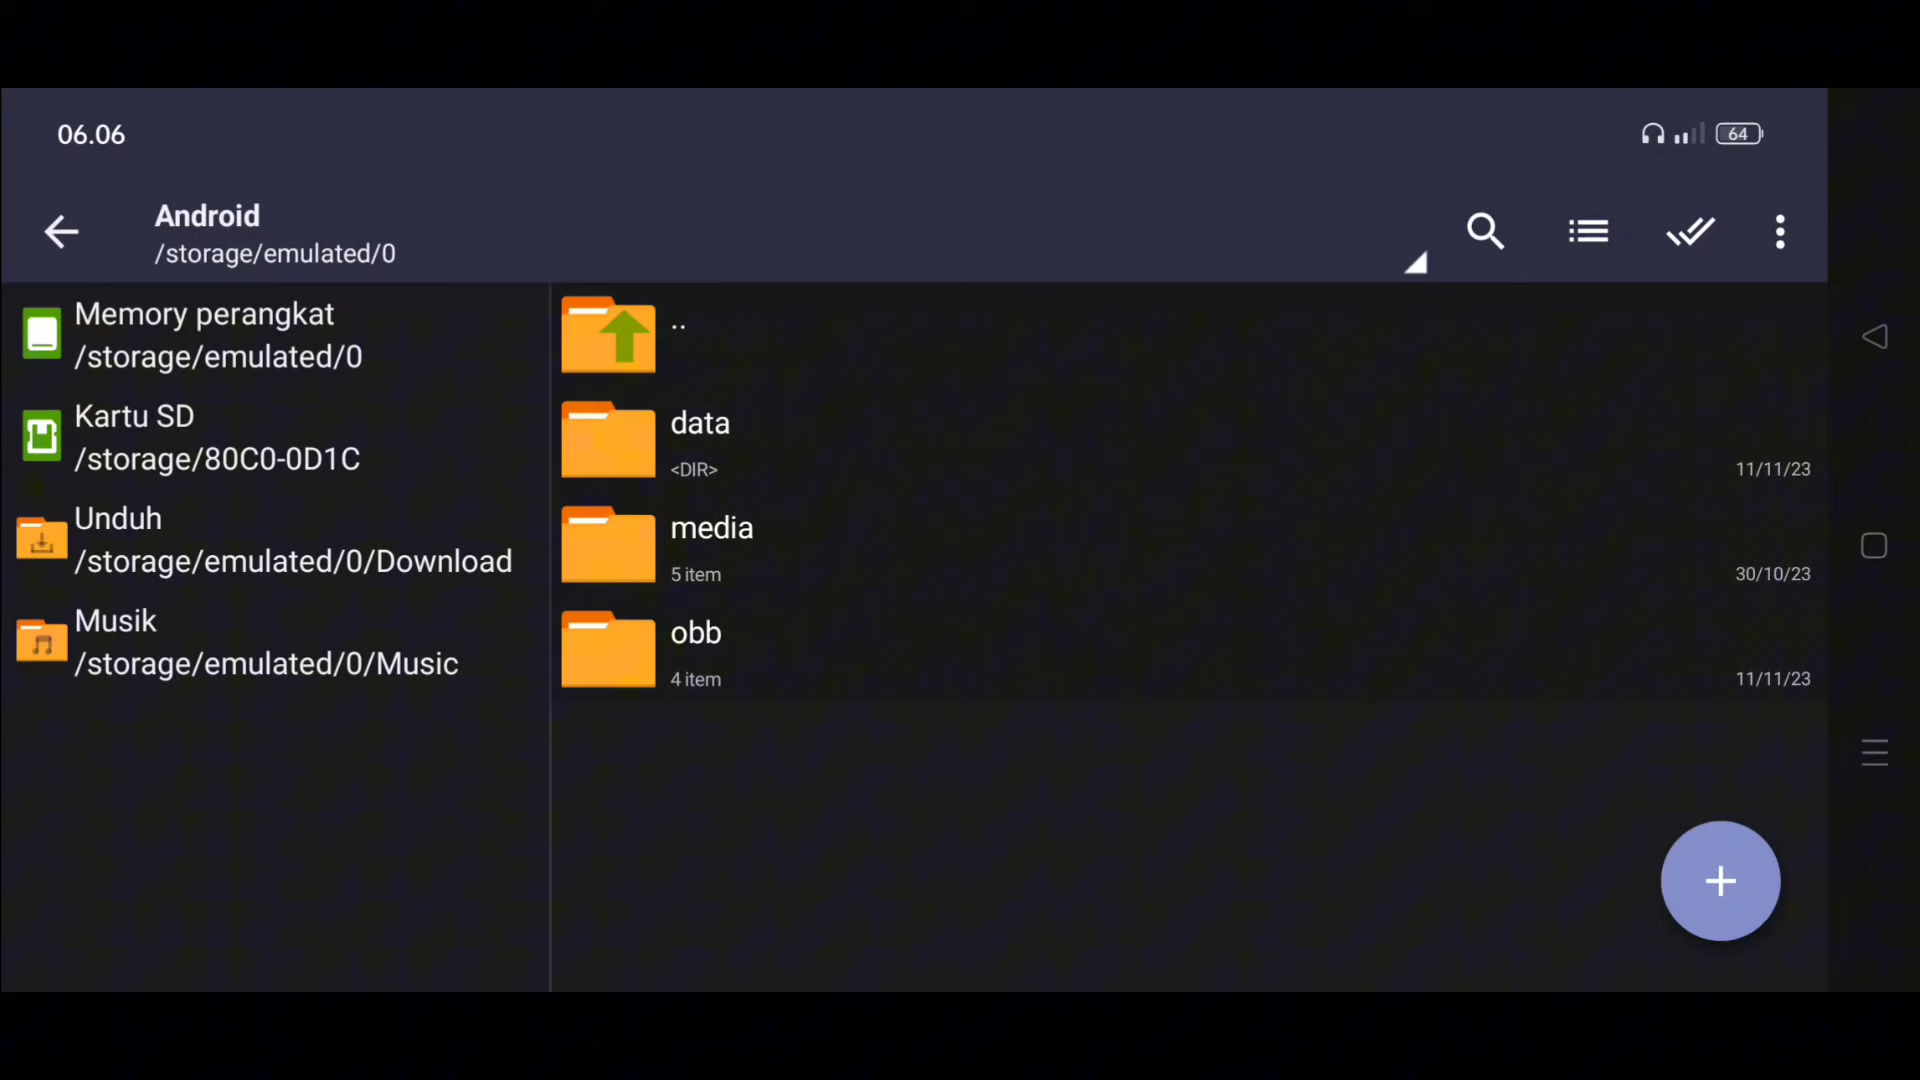 06.06
64
Android
/storage/emulated/0
Memory perangkat
/storage/emulated/0
Kartu SD
/storage/80C0-0D1C
Unduh
/storage/emulated/0/Download
Musik
/storage/emulated/0/Music
..
data
<DIR>
11/11/23
media
5 item
30/10/23
obb
4 item
11/11/23